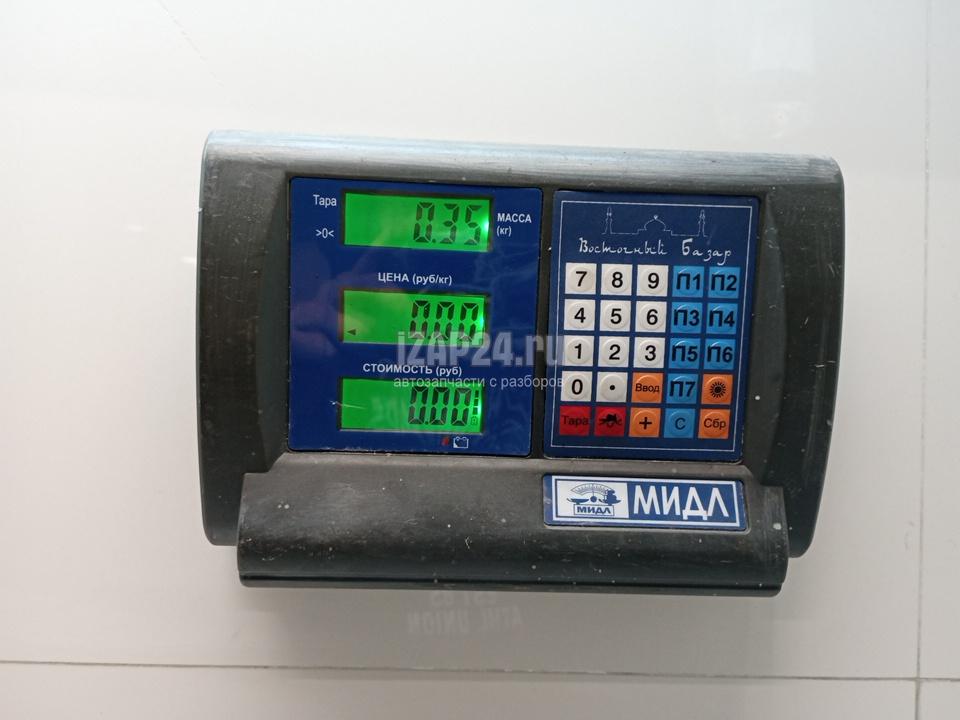 Тара
0.35
МАССА
(кг)
>0<
ЦЕНА (руб/кг)
0.00
СТОИМОСТЬ (руб)
0.00
Восточный Базар
7 8 9 П1 П2
4 5 6 П3 П4
1 2 3 П5 П6
0 • Ввод П7
Тара >0< + С Сбр
МИДЛ
МИДЛ
iZAP24.ru
автозапчасти с разборов